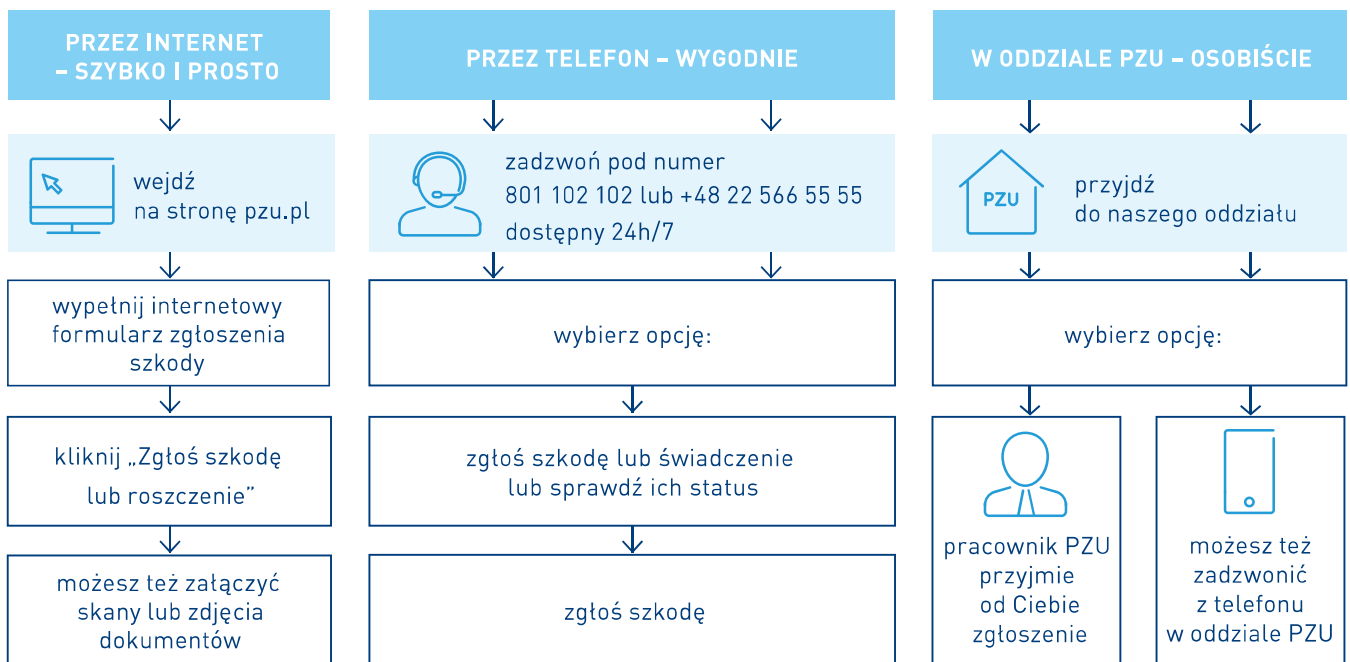 PRZEZ INTERNET
– SZYBKO I PROSTO
wejdź
na stronę pzu.pl
wypełnij internetowy
formularz zgłoszenia
szkody
kliknij „Zgłoś szkodę
lub roszczenie”
możesz też załączyć
skany lub zdjęcia
dokumentów
PRZEZ TELEFON – WYGODNIE
zadzwoń pod numer
801 102 102 lub +48 22 566 55 55
dostępny 24h/7
wybierz opcję:
zgłoś szkodę lub świadczenie
lub sprawdź ich status
zgłoś szkodę
W ODDZIALE PZU – OSOBIŚCIE
PZU
przyjdź
do naszego oddziału
wybierz opcję:
pracownik PZU
przyjmie
od Ciebie
zgłoszenie
możesz też
zadzwonić
z telefonu
w oddziale PZU